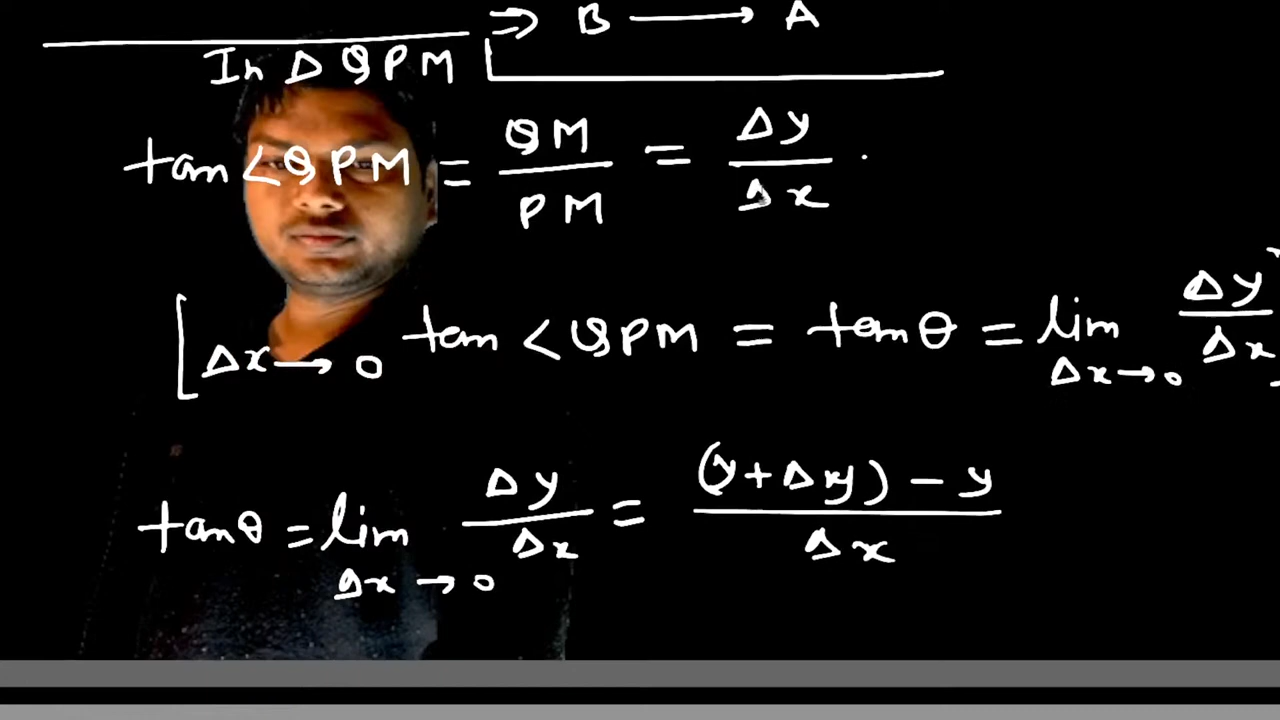 ⇒ B ⟶ A
In Δ QPM
tan <QPM = QM/PM = Δy/Δx
[Δx → 0 tan <QPM = tanθ = lim Δx→0 Δy/Δx]
tanθ = lim Δx→0 Δy/Δx = (y+Δy) - y/Δx